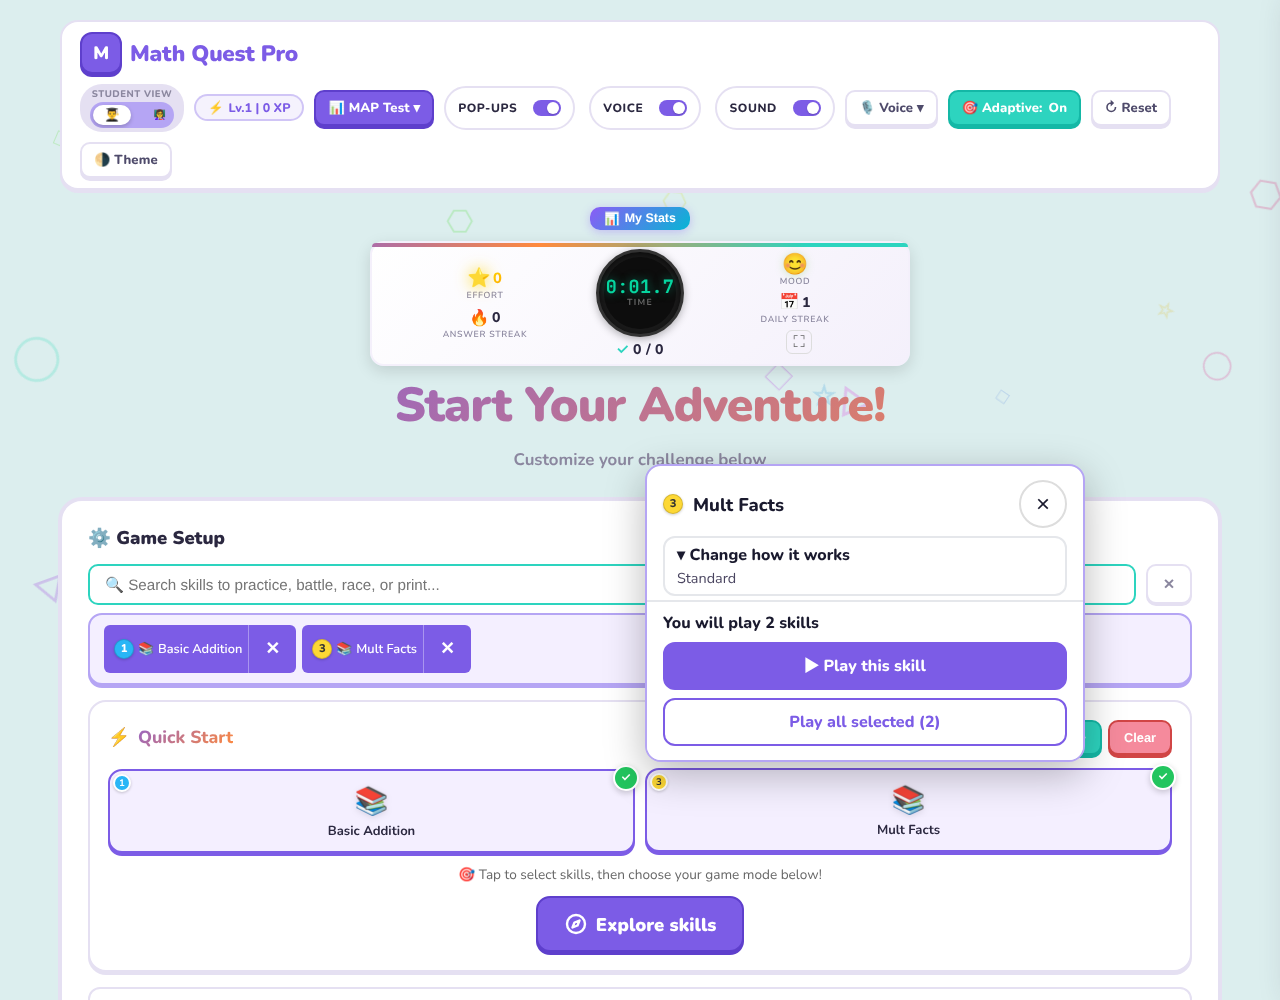 M Math Quest Pro
STUDENT VIEW
⚡ Lv.1 | 0 XP
📊 MAP Test ▾
POP-UPS
VOICE
SOUND
🎙️ Voice ▾
🎯 Adaptive: On
↻ Reset
🌗 Theme
📊 My Stats
⭐ 0
EFFORT
🔥 0
ANSWER STREAK
0:01.7
TIME
✓ 0 / 0
😊
MOOD
📅 1
DAILY STREAK
Start Your Adventure!
Customize your challenge below
⚙️ Game Setup
🔍 Search skills to practice, battle, race, or print...
✕
1 📚 Basic Addition ✕
3 📚 Mult Facts ✕
3 Mult Facts ✕
▾ Change how it works
Standard
You will play 2 skills
▶ Play this skill
Play all selected (2)
⚡ Quick Start
Clear
1
📚
Basic Addition
3
📚
Mult Facts
🎯 Tap to select skills, then choose your game mode below!
Explore skills